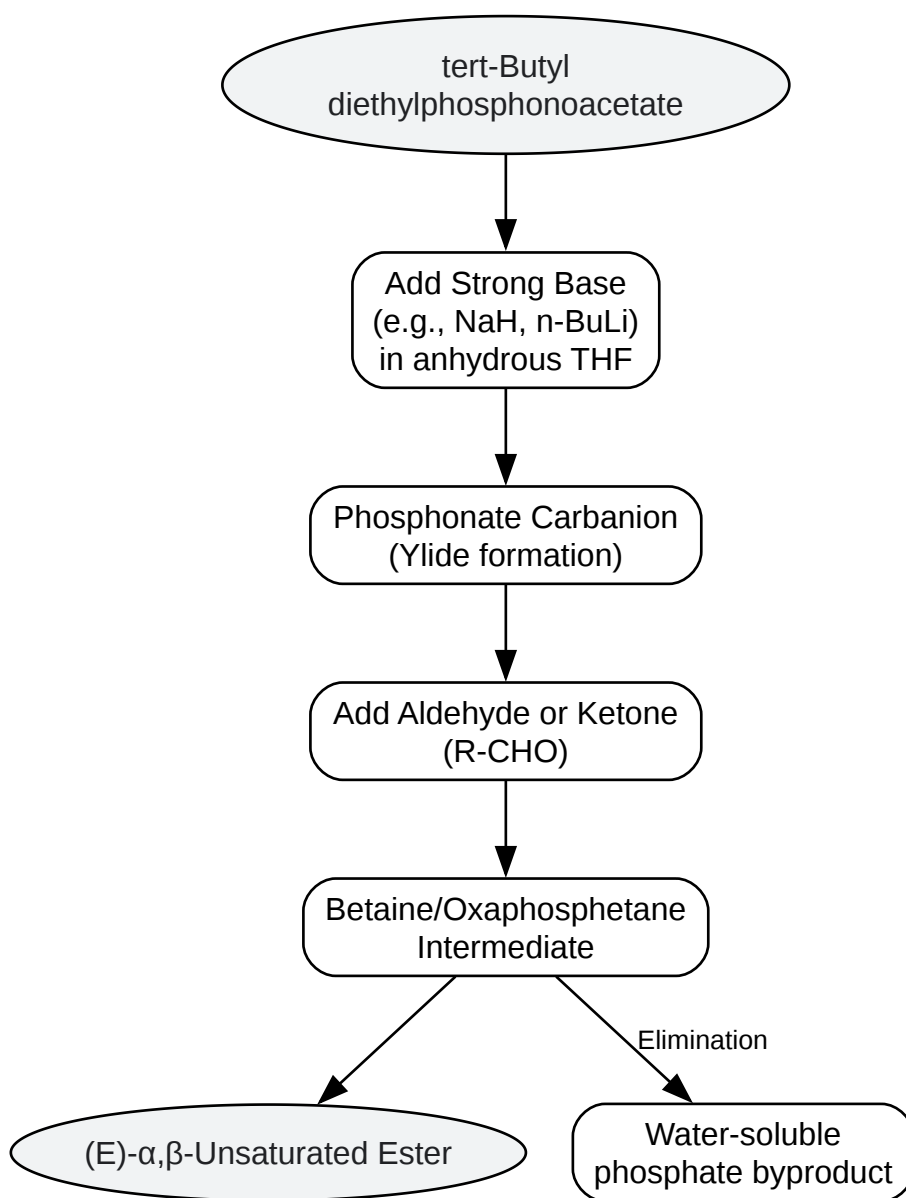 tert-Butyl
diethylphosphonoacetate
Add Strong Base
(e.g., NaH, n-BuLi)
in anhydrous THF
Phosphonate Carbanion
(Ylide formation)
Add Aldehyde or Ketone
(R-CHO)
Betaine/Oxaphosphetane
Intermediate
Elimination
(E)-α,β-Unsaturated Ester
Water-soluble
phosphate byproduct